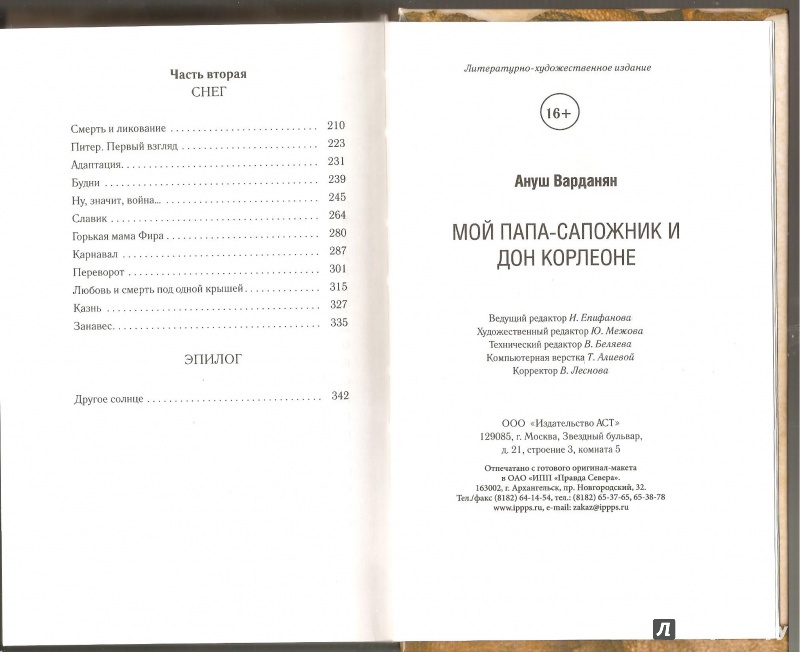 Часть вторая
СНЕГ
Смерть и ликование 210
Питер. Первый взгляд 223
Адаптация. 231
Будни 239
Ну, значит, война... 245
Славик 264
Горькая мама Фира 280
Карнавал 287
Переворот 301
Любовь и смерть под одной крышей 315
Казнь 327
Занавес. 335
ЭПИЛОГ
Другое солнце 342
Литературно-художественное издание
16+
Ануш Варданян
МОЙ ПАПА-САПОЖНИК И
ДОН КОРЛЕОНЕ
Ведущий редактор И. Епифанова
Художественный редактор Ю. Межова
Технический редактор В. Беляева
Компьютерная верстка Т. Алиевой
Корректор В. Леснова
ООО «Издательство АСТ»
129085, г. Москва, Звездный бульвар,
д. 21, строение 3, комната 5
Отпечатано с готового оригинал-макета
в ОАО «ИПП «Правда Севера».
163002, г. Архангельск, пр. Новгородский, 32.
Тел./факс (8182) 64-14-54, тел.: (8182) 65-37-65, 65-38-78
www.ippps.ru, e-mail: zakaz@ippps.ru
Л